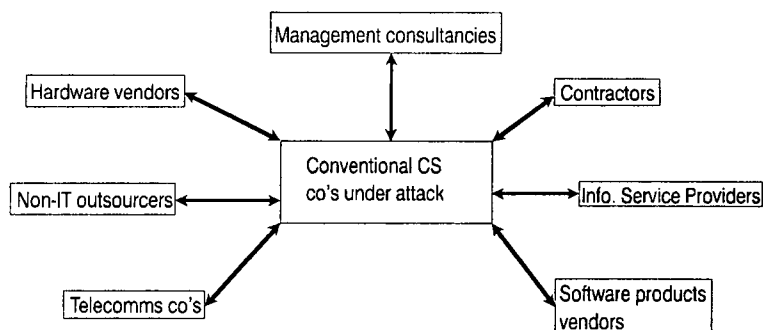 Management consultancies
Hardware vendors
Contractors
Conventional CS
co's under attack
Non-IT outsourcers
Info. Service Providers
Telecomms co's
Software products
vendors